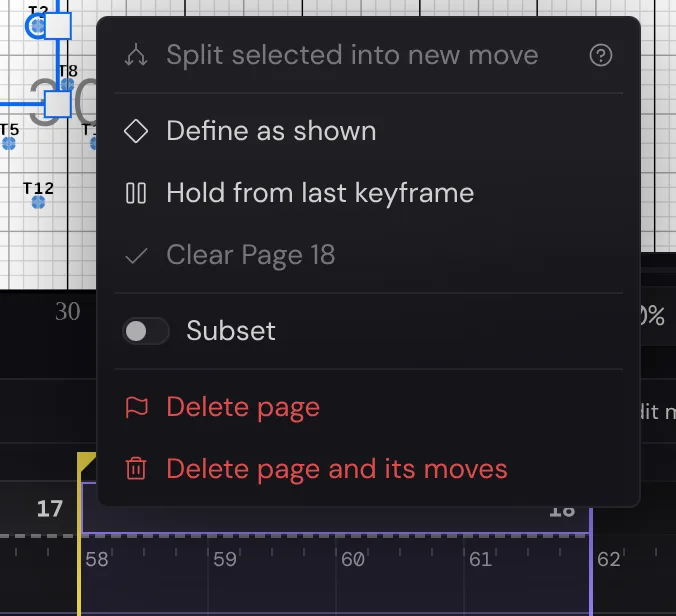 T2
Split selected into new move
T8
30
T5
Define as shown
T12
Hold from last keyframe
Clear Page 18
30
Subset
0%
Delete page
Delete page and its moves
17
18
58
59
60
61
62